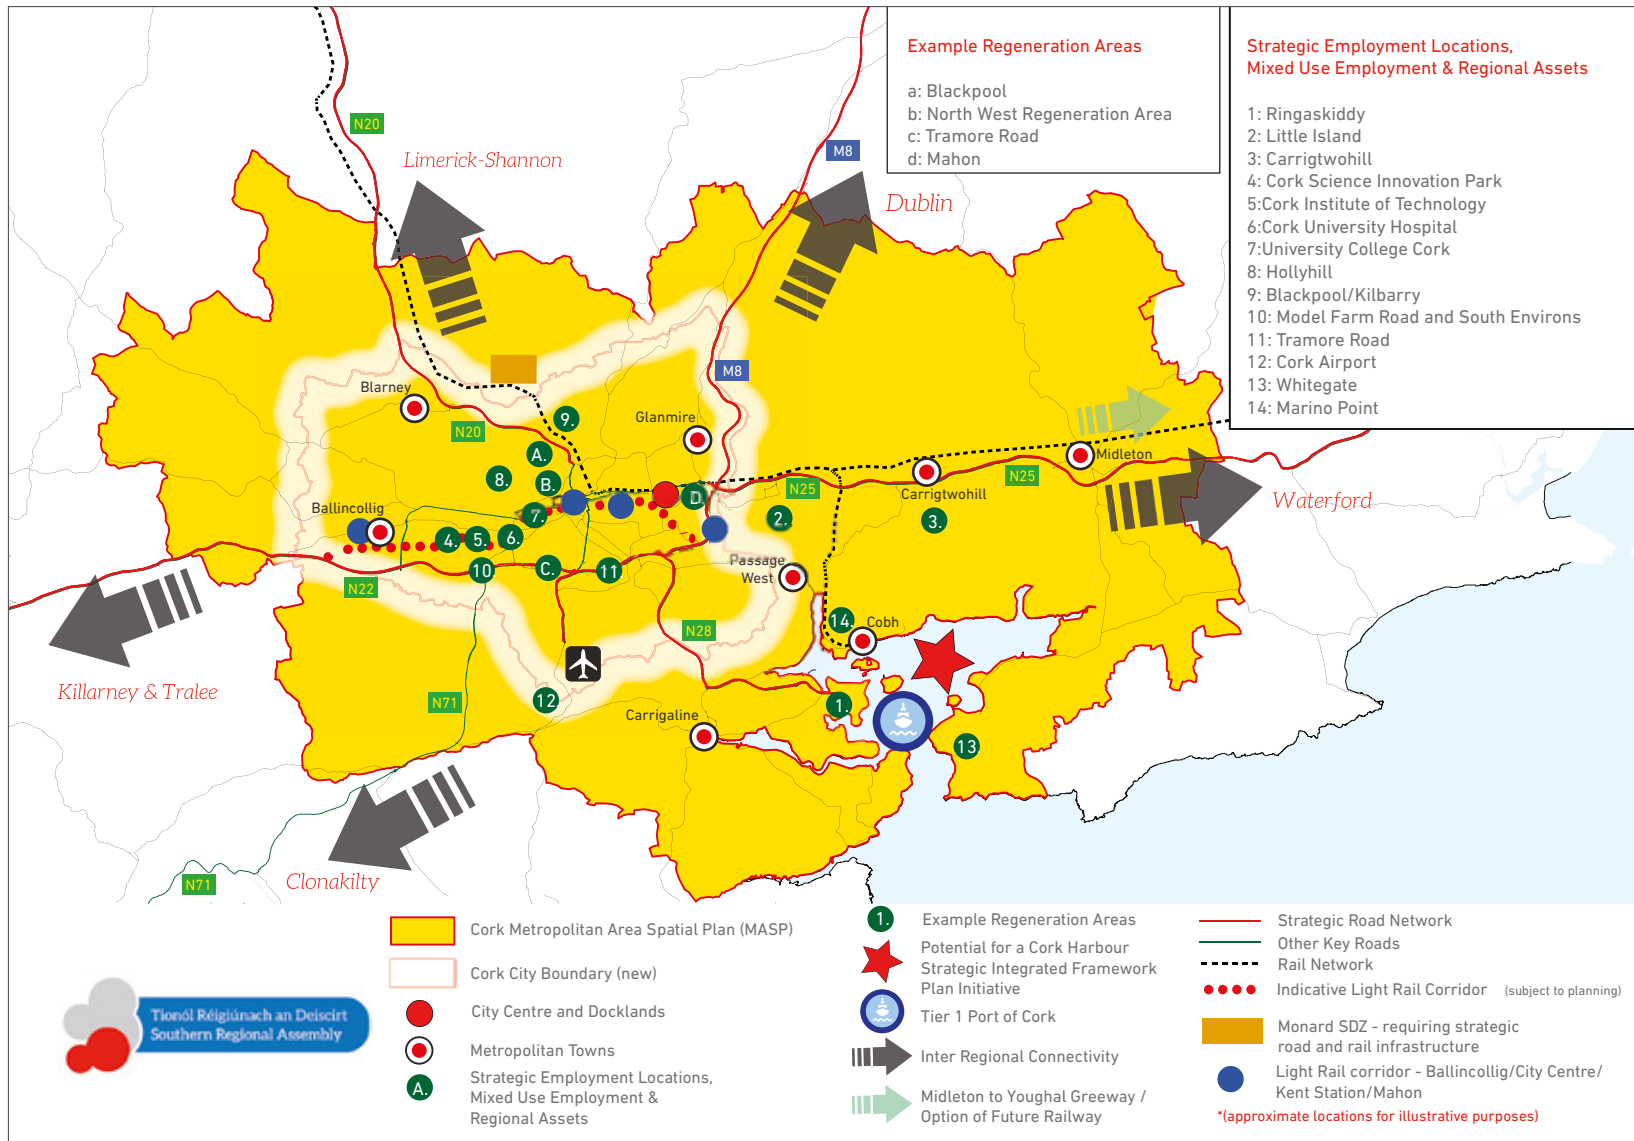 Example Regeneration Areas
a: Blackpool
b: North West Regeneration Area
c: Tramore Road
d: Mahon
Strategic Employment Locations,
Mixed Use Employment & Regional Assets
1: Ringaskiddy
2: Little Island
3: Carrigtwohill
4: Cork Science Innovation Park
5:Cork Institute of Technology
6:Cork University Hospital
7:University College Cork
8: Hollyhill
9: Blackpool/Kilbarry
10: Model Farm Road and South Environs
11: Tramore Road
12: Cork Airport
13: Whitegate
14: Marino Point
N20
Limerick-Shannon
M8
Dublin
M8
Blarney
N20
9.
Glanmire
A.
8.
B.
D.
N25
Carrigtwohill
N25
Midleton
Waterford
Ballincollig
7.
2.
3.
4.
5.
6.
10.
C.
11
Passage
West
N22
14.
Cobh
N28
Killarney & Tralee
N71
12
Carrigaline
1.
13
Clonakilty
N71
Cork Metropolitan Area Spatial Plan (MASP)
Cork City Boundary (new)
City Centre and Docklands
Metropolitan Towns
A.
Strategic Employment Locations,
Mixed Use Employment &
Regional Assets
1.
Example Regeneration Areas
Potential for a Cork Harbour
Strategic Integrated Framework
Plan Initiative
Tier 1 Port of Cork
Inter Regional Connectivity
Midleton to Youghal Greeway /
Option of Future Railway
Strategic Road Network
Other Key Roads
Rail Network
Indicative Light Rail Corridor (subject to planning)
Monard SDZ - requiring strategic
road and rail infrastructure
Light Rail corridor - Ballincollig/City Centre/
Kent Station/Mahon
*(approximate locations for illustrative purposes)
Tionól Réigiúnach an Deiscirt
Southern Regional Assembly